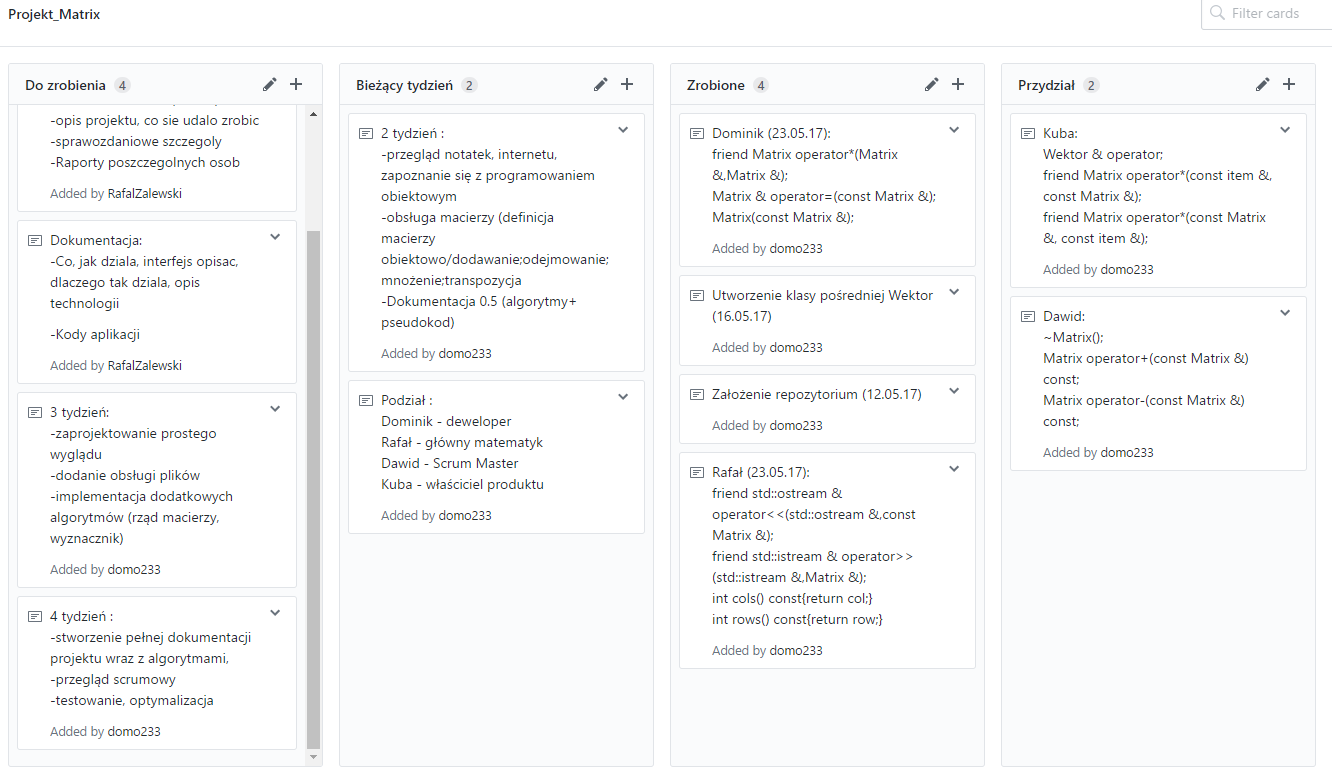 Projekt_Matrix
Filter cards
Do zrobienia 4
-opis projektu, co sie udalo zrobic
-sprawozdaniowe szczegoly
-Raporty poszczegolnych osob
Added by RafalZalewski
Dokumentacja:
-Co, jak dziala, interfejs opisac,
dlaczego tak dziala, opis
technologii
-Kody aplikacji
Added by RafalZalewski
3 tydzień:
-zaprojektowanie prostego
wyglądu
-dodanie obsługi plików
-implementacja dodatkowych
algorytmów (rząd macierzy,
wyznacznik)
Added by domo233
4 tydzień :
-stworzenie pełnej dokumentacji
projektu wraz z algorytmami,
-przegląd scrumowy
-testowanie, optymalizacja
Added by domo233
Bieżący tydzień 2
2 tydzień :
-przegląd notatek, internetu,
zapoznanie się z programowaniem
obiektowym
-obsługa macierzy (definicja
macierzy
obiektowo/dodawanie;odejmowanie;
mnożenie;transpozycja
-Dokumentacja 0.5 (algorytmy+
pseudokod)
Added by domo233
Podział :
Dominik - deweloper
Rafał - główny matematyk
Dawid - Scrum Master
Kuba - właściciel produktu
Added by domo233
Zrobione 4
Dominik (23.05.17):
friend Matrix operator*(Matrix
&,Matrix &);
Matrix & operator=(const Matrix &);
Matrix(const Matrix &);
Added by domo233
Utworzenie klasy pośredniej Wektor
(16.05.17)
Added by domo233
Założenie repozytorium (12.05.17)
Added by domo233
Rafał (23.05.17):
friend std::ostream &
operator<<(std::ostream &,const
Matrix &);
friend std::istream & operator>>
(std::istream &,Matrix &);
int cols() const{return col;}
int rows() const{return row;}
Added by domo233
Przydział 2
Kuba:
Wektor & operator;
friend Matrix operator*(const item &,
const Matrix &);
friend Matrix operator*(const Matrix
&, const item &);
Added by domo233
Dawid:
~Matrix();
Matrix operator+(const Matrix &)
const;
Matrix operator-(const Matrix &)
const;
Added by domo233